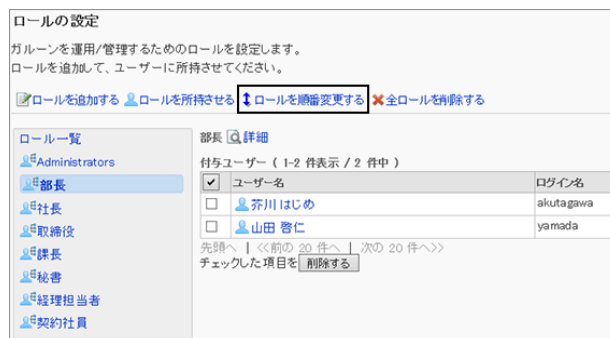 ロールの設定
ガルーンを運用/管理するためのロールを設定します。
ロールを追加して、ユーザーに所持させてください。
ロールを追加する ロールを所持させる ロールを順番変更する 全ロールを削除する
ロール一覧
Administrators
部長
社長
取締役
課長
秘書
経理担当者
契約社員
部長 詳細
付与ユーザー ( 1-2 件表示 / 2 件中 )
ユーザー名 ログイン名
芥川 はじめ akutagawa
山田 啓仁 yamada
先頭へ | <<前の 20 件へ | 次の 20 件へ>>
チェックした項目を 削除する